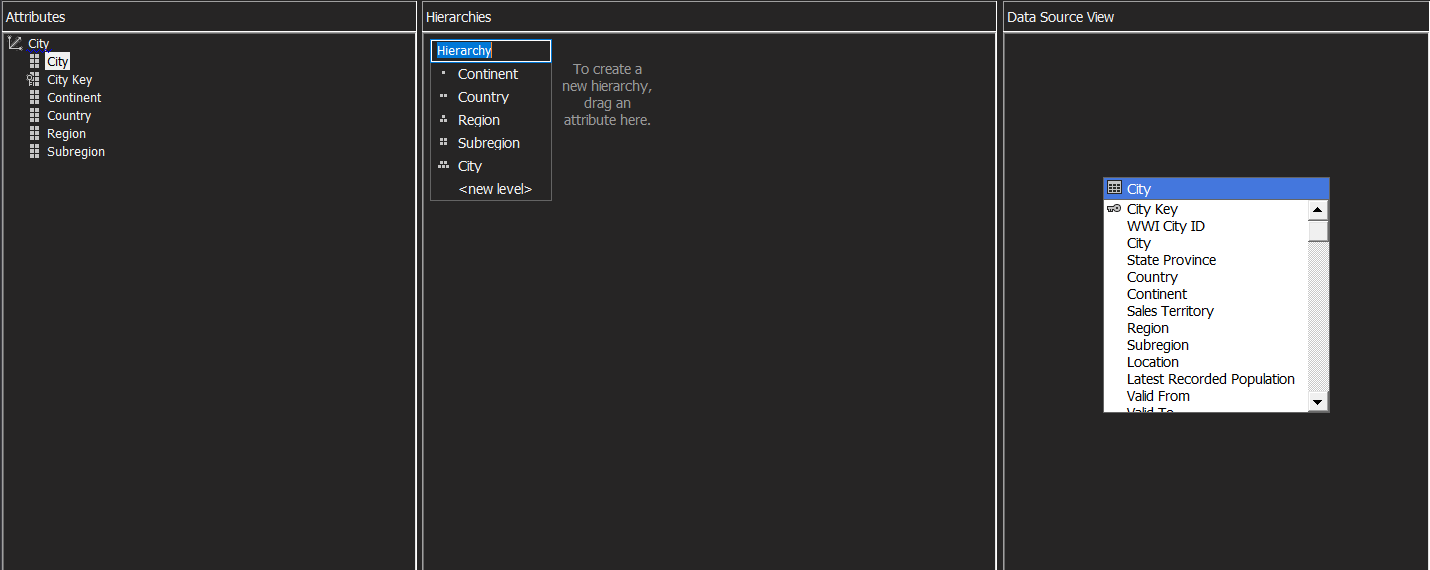 Attributes
City
City
City Key
Continent
Country
Region
Subregion
Hierarchies
Hierarchy
Continent
Country
Region
Subregion
City
<new level>
To create a
new hierarchy,
drag an
attribute here.
Data Source View
City
City Key
WWI City ID
City
State Province
Country
Continent
Sales Territory
Region
Subregion
Location
Latest Recorded Population
Valid From
Valid To